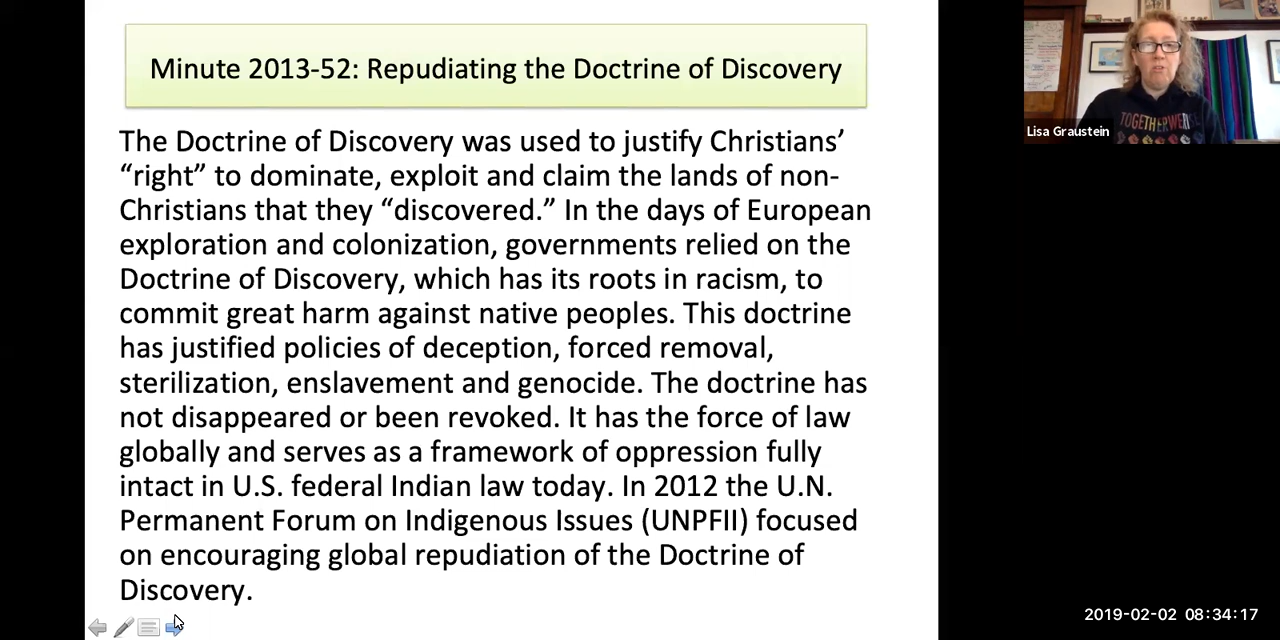 Minute 2013-52: Repudiating the Doctrine of Discovery
The Doctrine of Discovery was used to justify Christians’
“right” to dominate, exploit and claim the lands of non-
Christians that they “discovered.” In the days of European
exploration and colonization, governments relied on the
Doctrine of Discovery, which has its roots in racism, to
commit great harm against native peoples. This doctrine
has justified policies of deception, forced removal,
sterilization, enslavement and genocide. The doctrine has
not disappeared or been revoked. It has the force of law
globally and serves as a framework of oppression fully
intact in U.S. federal Indian law today. In 2012 the U.N.
Permanent Forum on Indigenous Issues (UNPFII) focused
on encouraging global repudiation of the Doctrine of
Discovery.
TOGETHER
Lisa Graustein
2019-02-02 08:34:17